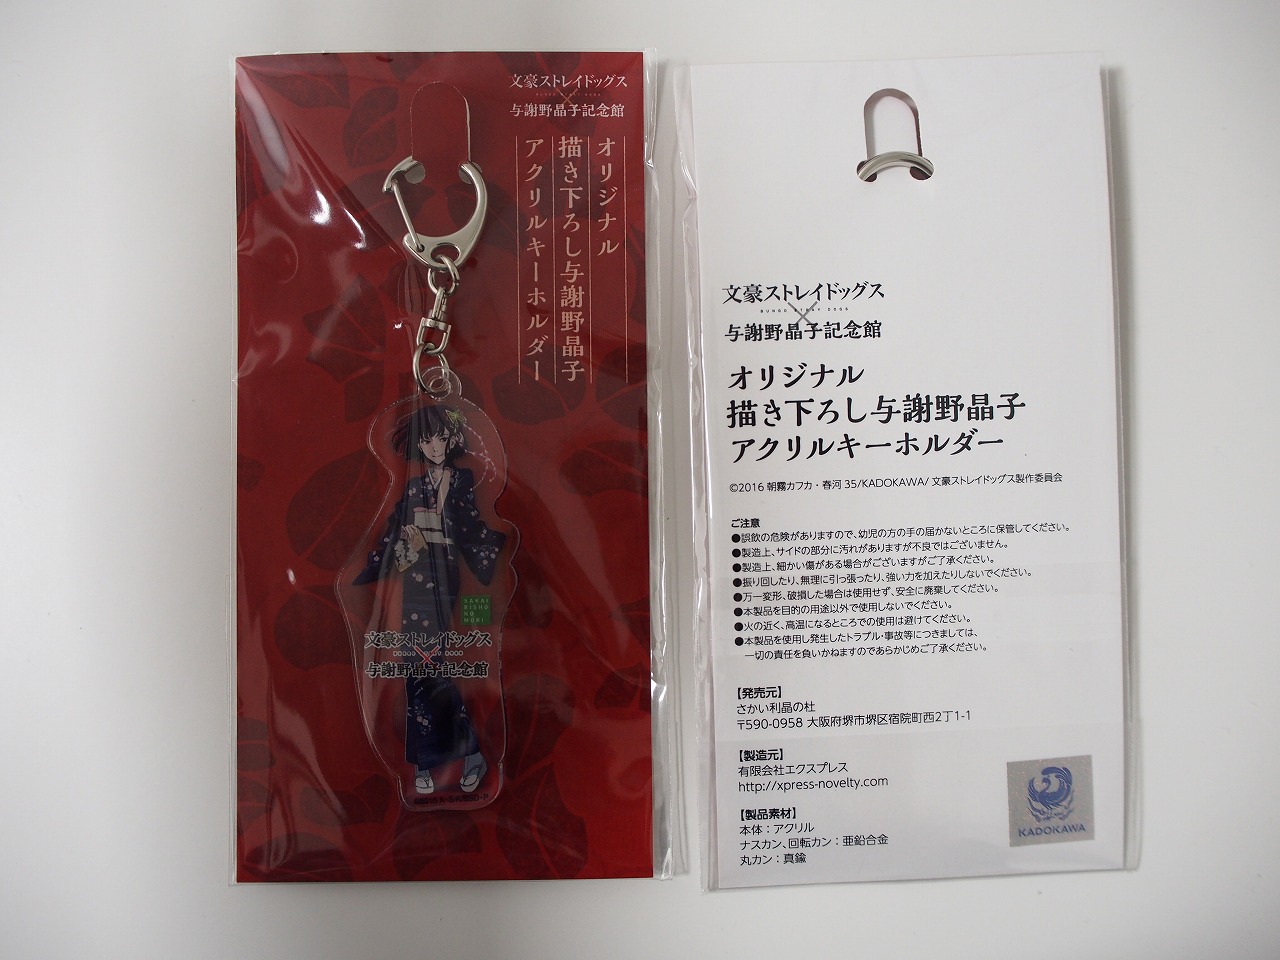 文豪ストレイドッグス
×
与謝野晶子記念館
オリジナル
描き下ろし与謝野晶子
アクリルキーホルダー
SAKAI
RISHO
NO
MORI
文豪ストレイドッグス
×
与謝野晶子記念館
文豪ストレイドッグス
BUNGO STRAY DOGS
×
与謝野晶子記念館
オリジナル
描き下ろし与謝野晶子
アクリルキーホルダー
©2016 朝霧カフカ・春河35/KADOKAWA/文豪ストレイドッグス製作委員会
ご注意
●誤飲の危険がありますので、幼児の方の手の届かないところに保管してください。
●製造上、サイドの部分に汚れがありますが不良ではございません。
●製造上、細かい傷がある場合がございますがご了承ください。
●振り回したり、無理に引っ張ったり、強い力を加えたりしないでください。
●万一変形、破損した場合は使用せず、安全に廃棄してください。
●本製品を目的の用途以外で使用しないでください。
●火の近く、高温になるところでの使用は避けてください。
●本製品を使用し発生したトラブル・事故等につきましては、
一切の責任を負いかねますのであらかじめご了承ください。
【発売元】
さかい利晶の杜
〒590-0958 大阪府堺市堺区宿院町西2丁1-1
【製造元】
有限会社エクスプレス
http://xpress-novelty.com
【製品素材】
本体：アクリル
ナスカン、回転カン：亜鉛合金
丸カン：真鍮
KADOKAWA